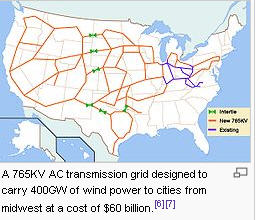 Intertie
New 765KV
Existing
A 765KV AC transmission grid designed to
carry 400GW of wind power to cities from
midwest at a cost of $60 billion.[6][7]